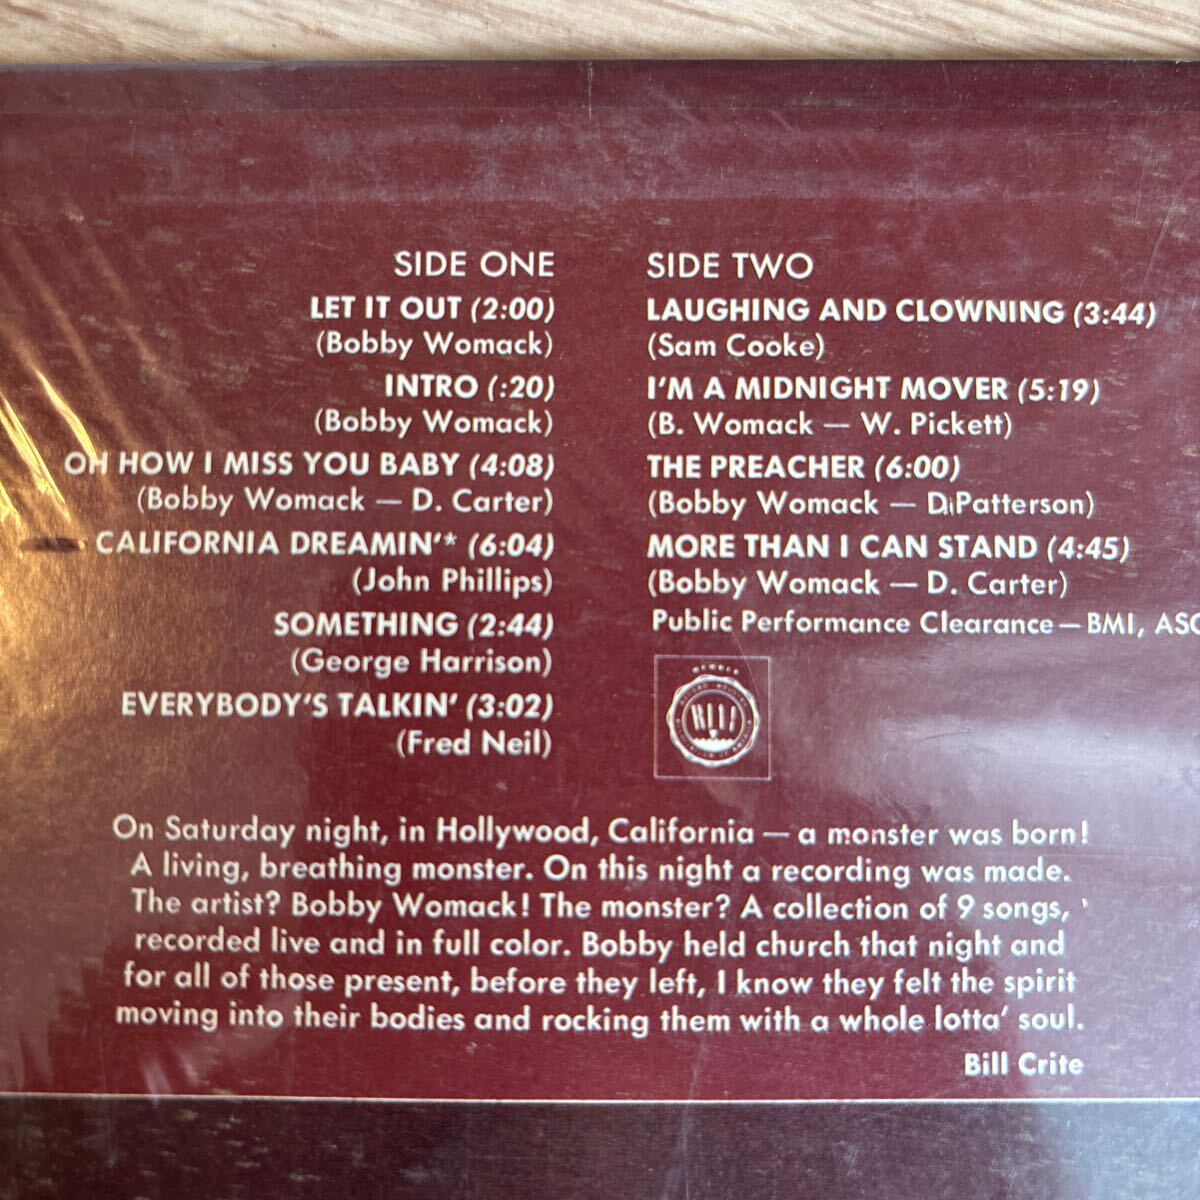 SIDE ONE
LET IT OUT (2:00)
(Bobby Womack)
INTRO (:20)
(Bobby Womack)
OH HOW I MISS YOU BABY (4:08)
(Bobby Womack — D. Carter)
CALIFORNIA DREAMIN'* (6:04)
(John Phillips)
SOMETHING (2:44)
(George Harrison)
EVERYBODY'S TALKIN' (3:02)
(Fred Neil)
SIDE TWO
LAUGHING AND CLOWNING (3:44)
(Sam Cooke)
I'M A MIDNIGHT MOVER (5:19)
(B. Womack — W. Pickett)
THE PREACHER (6:00)
(Bobby Womack — D. Patterson)
MORE THAN I CAN STAND (4:45)
(Bobby Womack — D. Carter)
Public Performance Clearance — BMI, ASC
MEMBER
On Saturday night, in Hollywood, California — a monster was born!
A living, breathing monster. On this night a recording was made.
The artist? Bobby Womack! The monster? A collection of 9 songs,
recorded live and in full color. Bobby held church that night and
for all of those present, before they left, I know they felt the spirit
moving into their bodies and rocking them with a whole lotta' soul.
Bill Crite